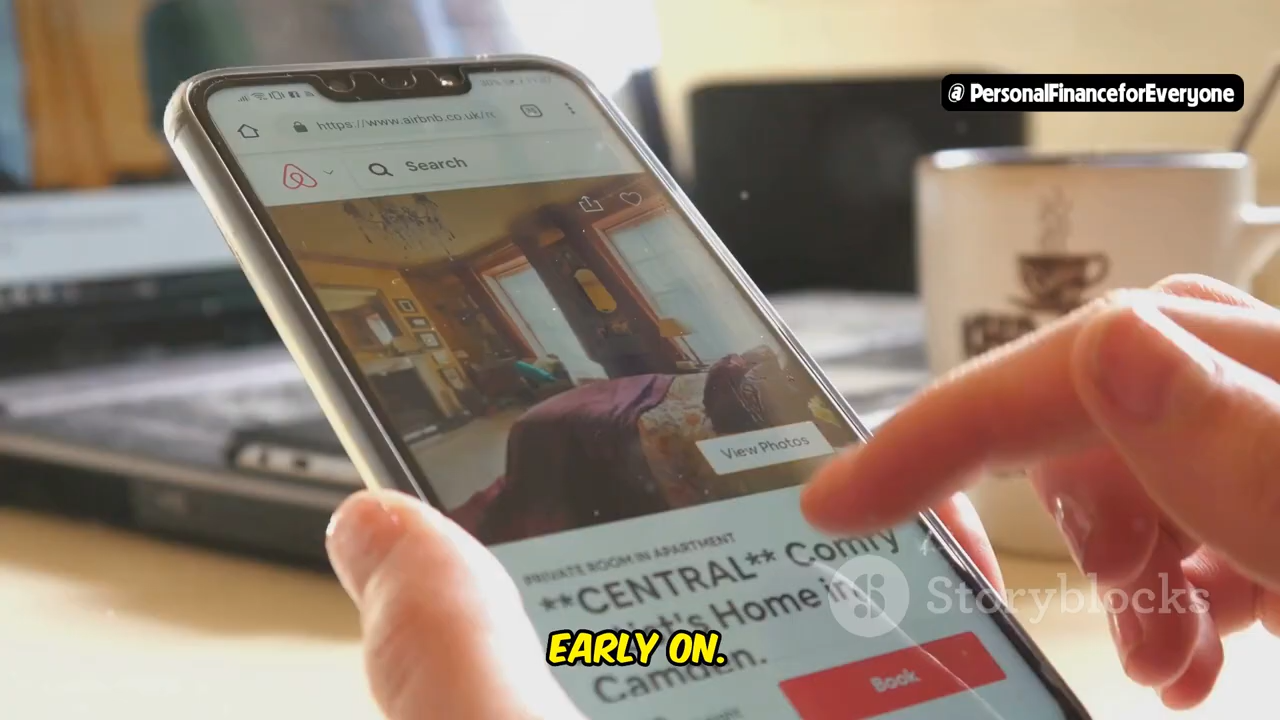 @ PersonalFinanceforEveryone
https://www.airbnb.co.uk/r
Search
View Photos
PRIVATE ROOM IN APARTMENT
**CENTRAL** Comfy
Home in
Camden.
Book
Storyblocks
EARLY ON.